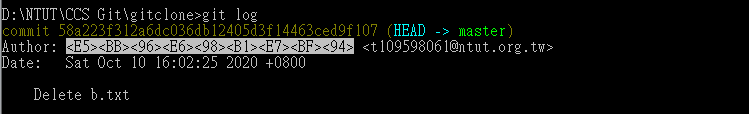 D:\NTUT\CCS Git\gitclone>git log
commit 58a223f312a6dc036db12405d3f14463ced9f107 (HEAD -> master)
Author: <E5><BB><96><E6><98><B1><E7><BF><94> <t109598061@ntut.org.tw>
Date:   Sat Oct 10 16:02:25 2020 +0800
    Delete b.txt